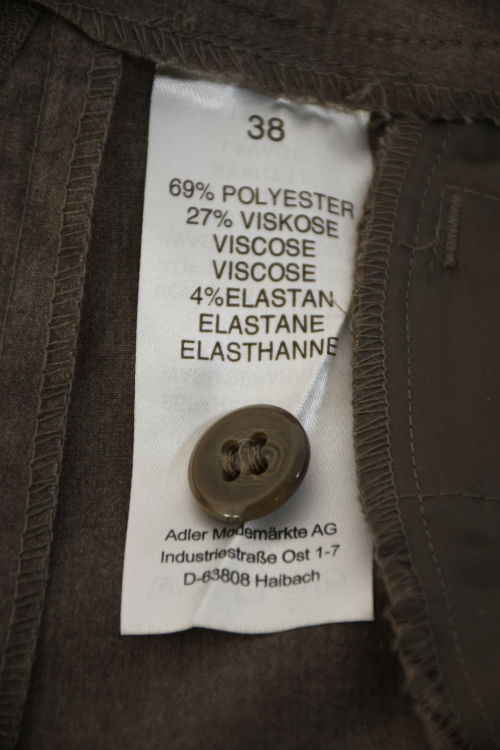 38
69% POLYESTER
27% VISKOSE
VISCOSE
VISCOSE
4%ELASTAN
ELASTANE
ELASTHANNE
Adler Modemärkte AG
Industriestraße Ost 1-7
D-63808 Haibach